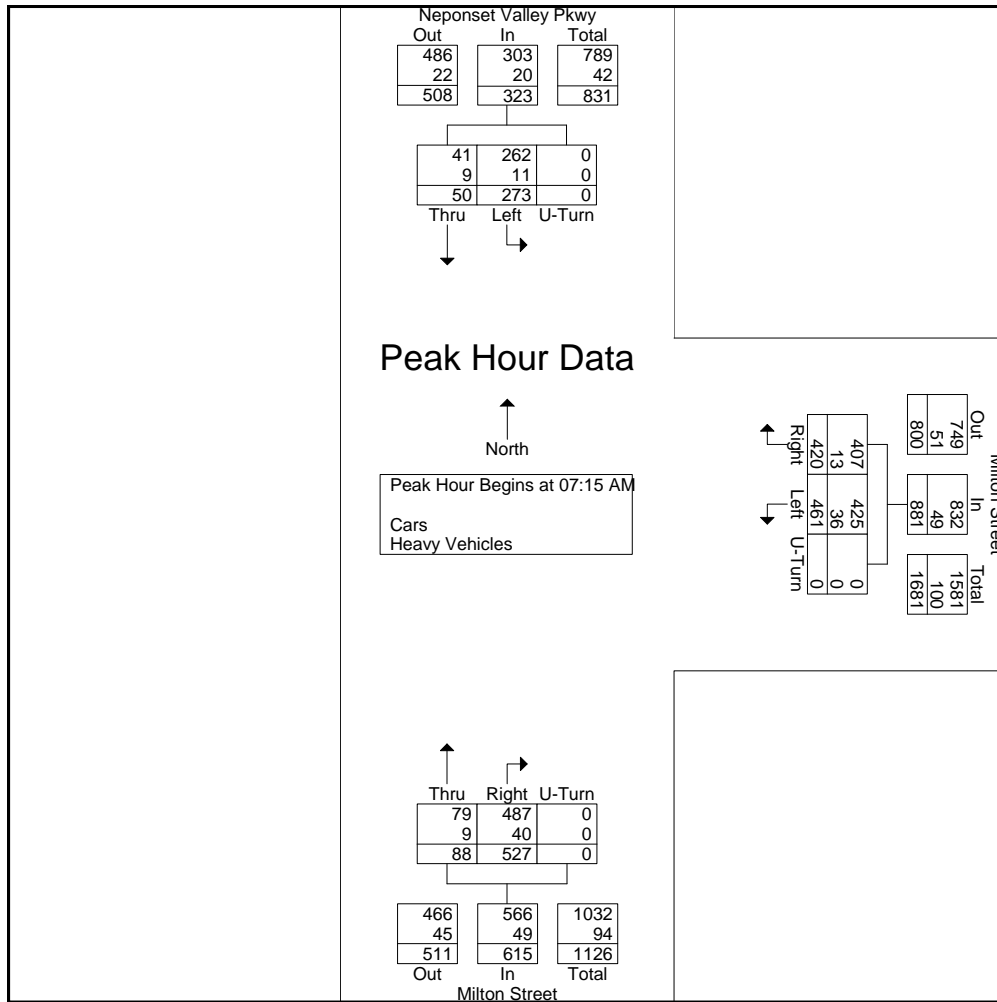 Neponset Valley Pkwy
Out In Total
486 303 789
22 20 42
508 323 831
41 262 0
9 11 0
50 273 0
Thru Left U-Turn
Peak Hour Data
North
Peak Hour Begins at 07:15 AM
Cars
Heavy Vehicles
Right Left U-Turn
407 425 0
13 36 0
420 461 0
Milton Street
Out In Total
749 832 1581
51 49 100
800 881 1681
Thru Right U-Turn
79 487 0
9 40 0
88 527 0
466 566 1032
45 49 94
511 615 1126
Out In Total
Milton Street